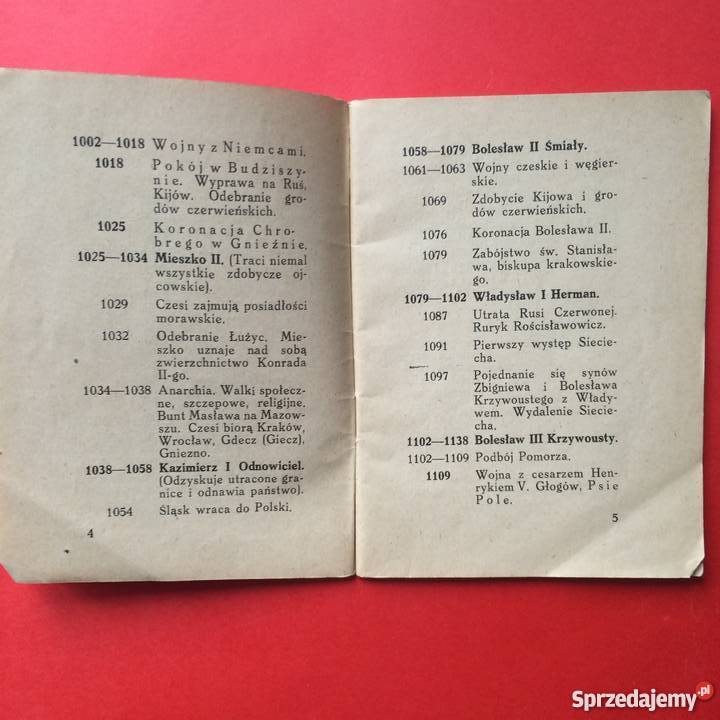 1002—1018 Wojny z Niemcami.
1018 Pokój w Budziszy-
nie. Wyprawa na Ruś,
Kijów. Odebranie gro-
dów czerwieńskich.
1025 Koronacja Chro-
brego w Gnieźnie.
1025—1034 Mieszko II. (Traci niemal
wszystkie zdobycze oj-
cowskie).
1029 Czesi zajmują posiadłości
morawskie.
1032 Odebranie Łużyc. Mie-
szko uznaje nad sobą
zwierzchnictwo Konrada
II-go.
1034—1038 Anarchia. Walki społecz-
ne, szczepowe, religijne.
Bunt Masława na Mazow-
szu. Czesi biorą Kraków,
Wrocław, Gdecz (Giecz),
Gniezno.
1038—1058 Kazimierz I Odnowiciel.
(Odzyskuje utracone gra-
nice i odnawia państwo).
1054 Śląsk wraca do Polski.
4
1058—1079 Bolesław II Śmiały.
1061—1063 Wojny czeskie i węgier-
skie.
1069 Zdobycie Kijowa i gro-
dów czerwieńskich.
1076 Koronacja Bolesława II.
1079 Zabójstwo św. Stanisła-
wa, biskupa krakowskie-
go.
1079—1102 Władysław I Herman.
1087 Utrata Rusi Czerwonej.
Ruryk Rościsławowicz.
1091 Pierwszy występ Siecie-
cha.
1097 Pojednanie się synów
Zbigniewa i Bolesława
Krzywoustego z Włady-
wem. Wydalenie Siecie-
cha.
1102—1138 Bolesław III Krzywousty.
1102—1109 Podbój Pomorza.
1109 Wojna z cesarzem Hen-
rykiem V. Głogów, Psie
Pole.
5
Sprzedajemy.pl